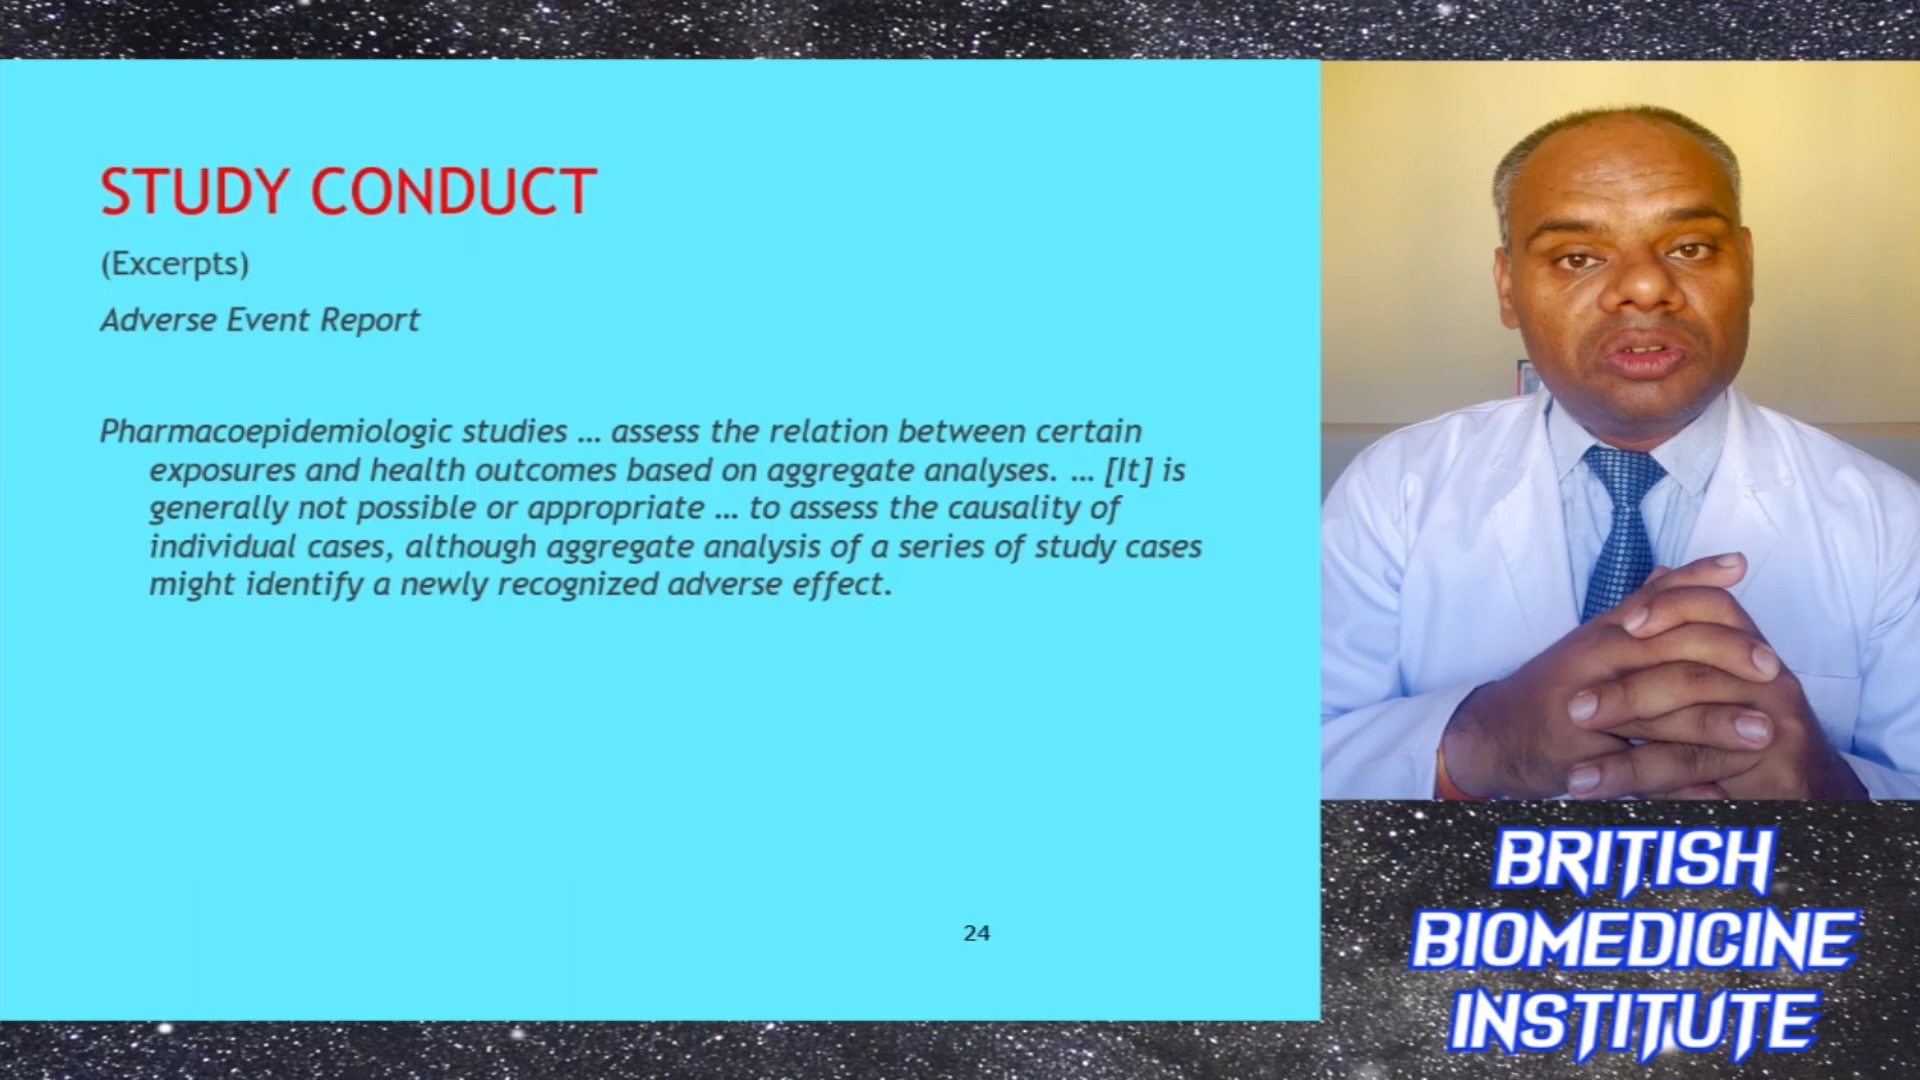 STUDY CONDUCT
(Excerpts)
Adverse Event Report
Pharmacoepidemiologic studies … assess the relation between certain
exposures and health outcomes based on aggregate analyses. … [It] is
generally not possible or appropriate … to assess the causality of
individual cases, although aggregate analysis of a series of study cases
might identify a newly recognized adverse effect.
24
BRITISH
BIOMEDICINE
INSTITUTE